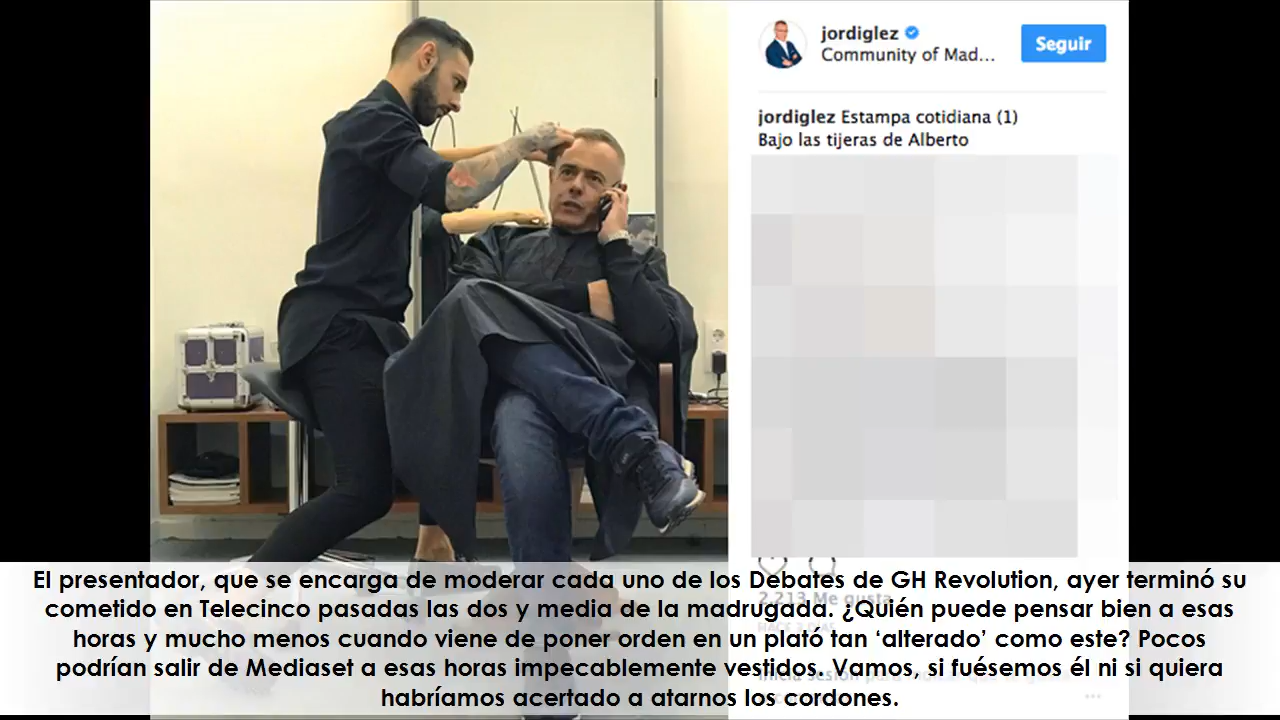 jordiglez
Community of Mad...
Seguir
jordiglez Estampa cotidiana (1)
Bajo las tijeras de Alberto
2.213 Me gusta
El presentador, que se encarga de moderar cada uno de los Debates de GH Revolution, ayer terminó su
cometido en Telecinco pasadas las dos y media de la madrugada. ¿Quién puede pensar bien a esas
horas y mucho menos cuando viene de poner orden en un plató tan ‘alterado’ como este? Pocos
podrían salir de Mediaset a esas horas impecablemente vestidos. Vamos, si fuésemos él ni si quiera
habríamos acertado a atarnos los cordones.